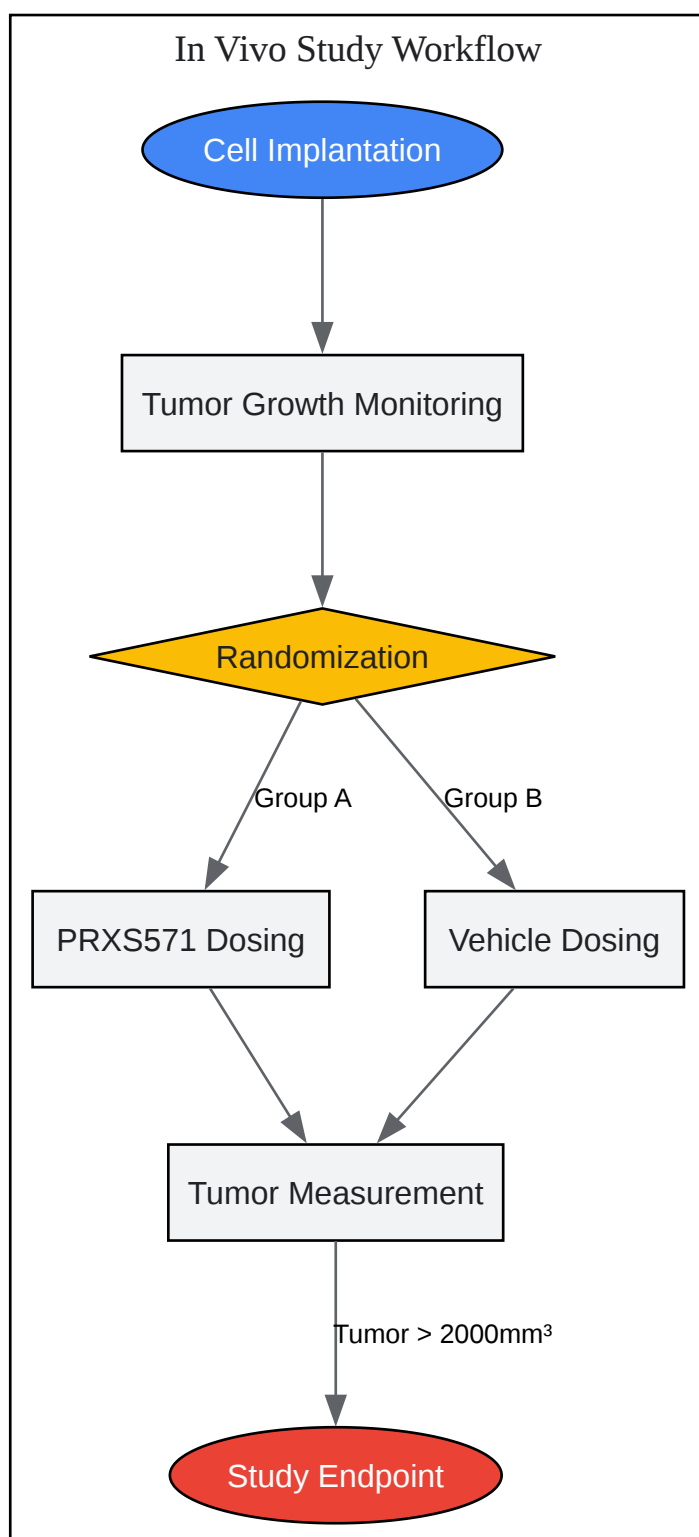 In Vivo Study Workflow
Cell Implantation
Tumor Growth Monitoring
Randomization
Group A
Group B
PRXS571 Dosing
Vehicle Dosing
Tumor Measurement
Tumor > 2000mm³
Study Endpoint